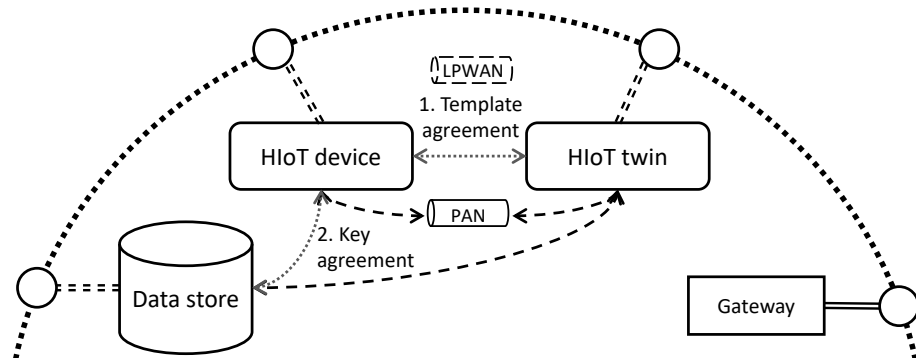 LPWAN
1. Template
agreement
HIoT device
HIoT twin
PAN
2. Key
agreement
Data store
Gateway